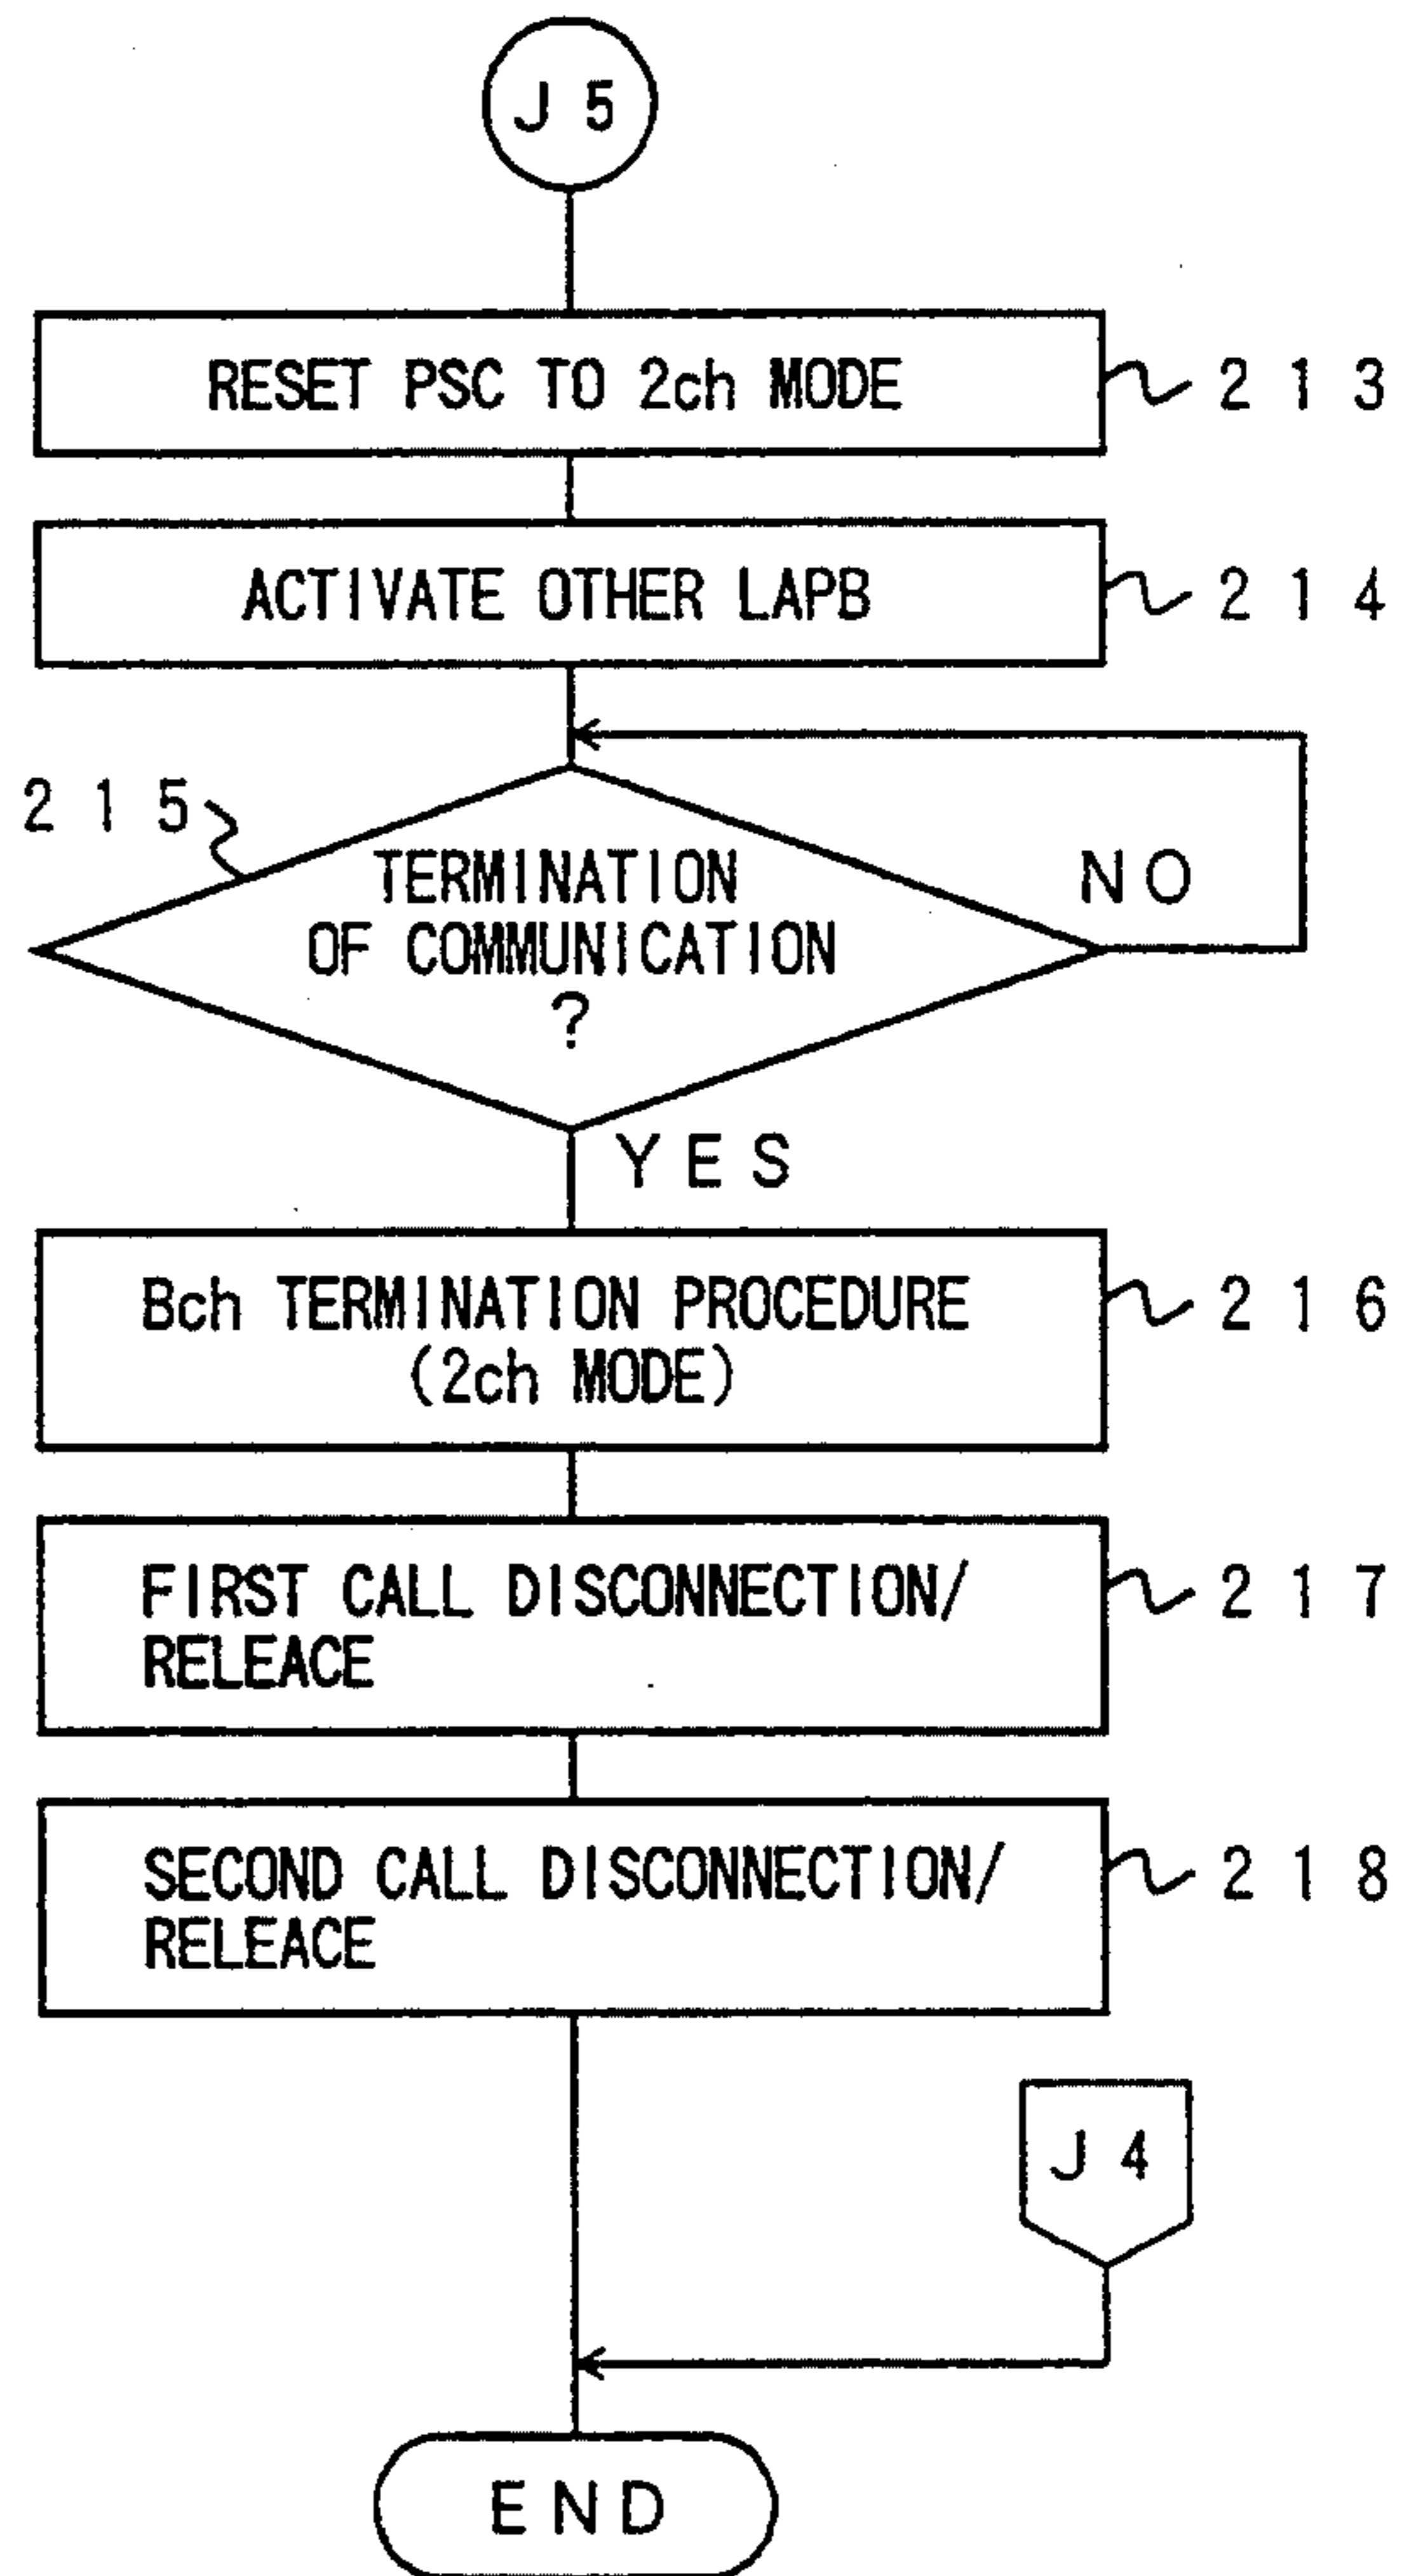 J 5
RESET PSC TO 2ch MODE
2 1 3
ACTIVATE OTHER LAPB
2 1 4
2 1 5
TERMINATION
OF COMMUNICATION
?
NO
YES
Bch TERMINATION PROCEDURE
(2ch MODE)
2 1 6
FIRST CALL DISCONNECTION/
RELEACE
2 1 7
SECOND CALL DISCONNECTION/
RELEACE
2 1 8
J 4
END